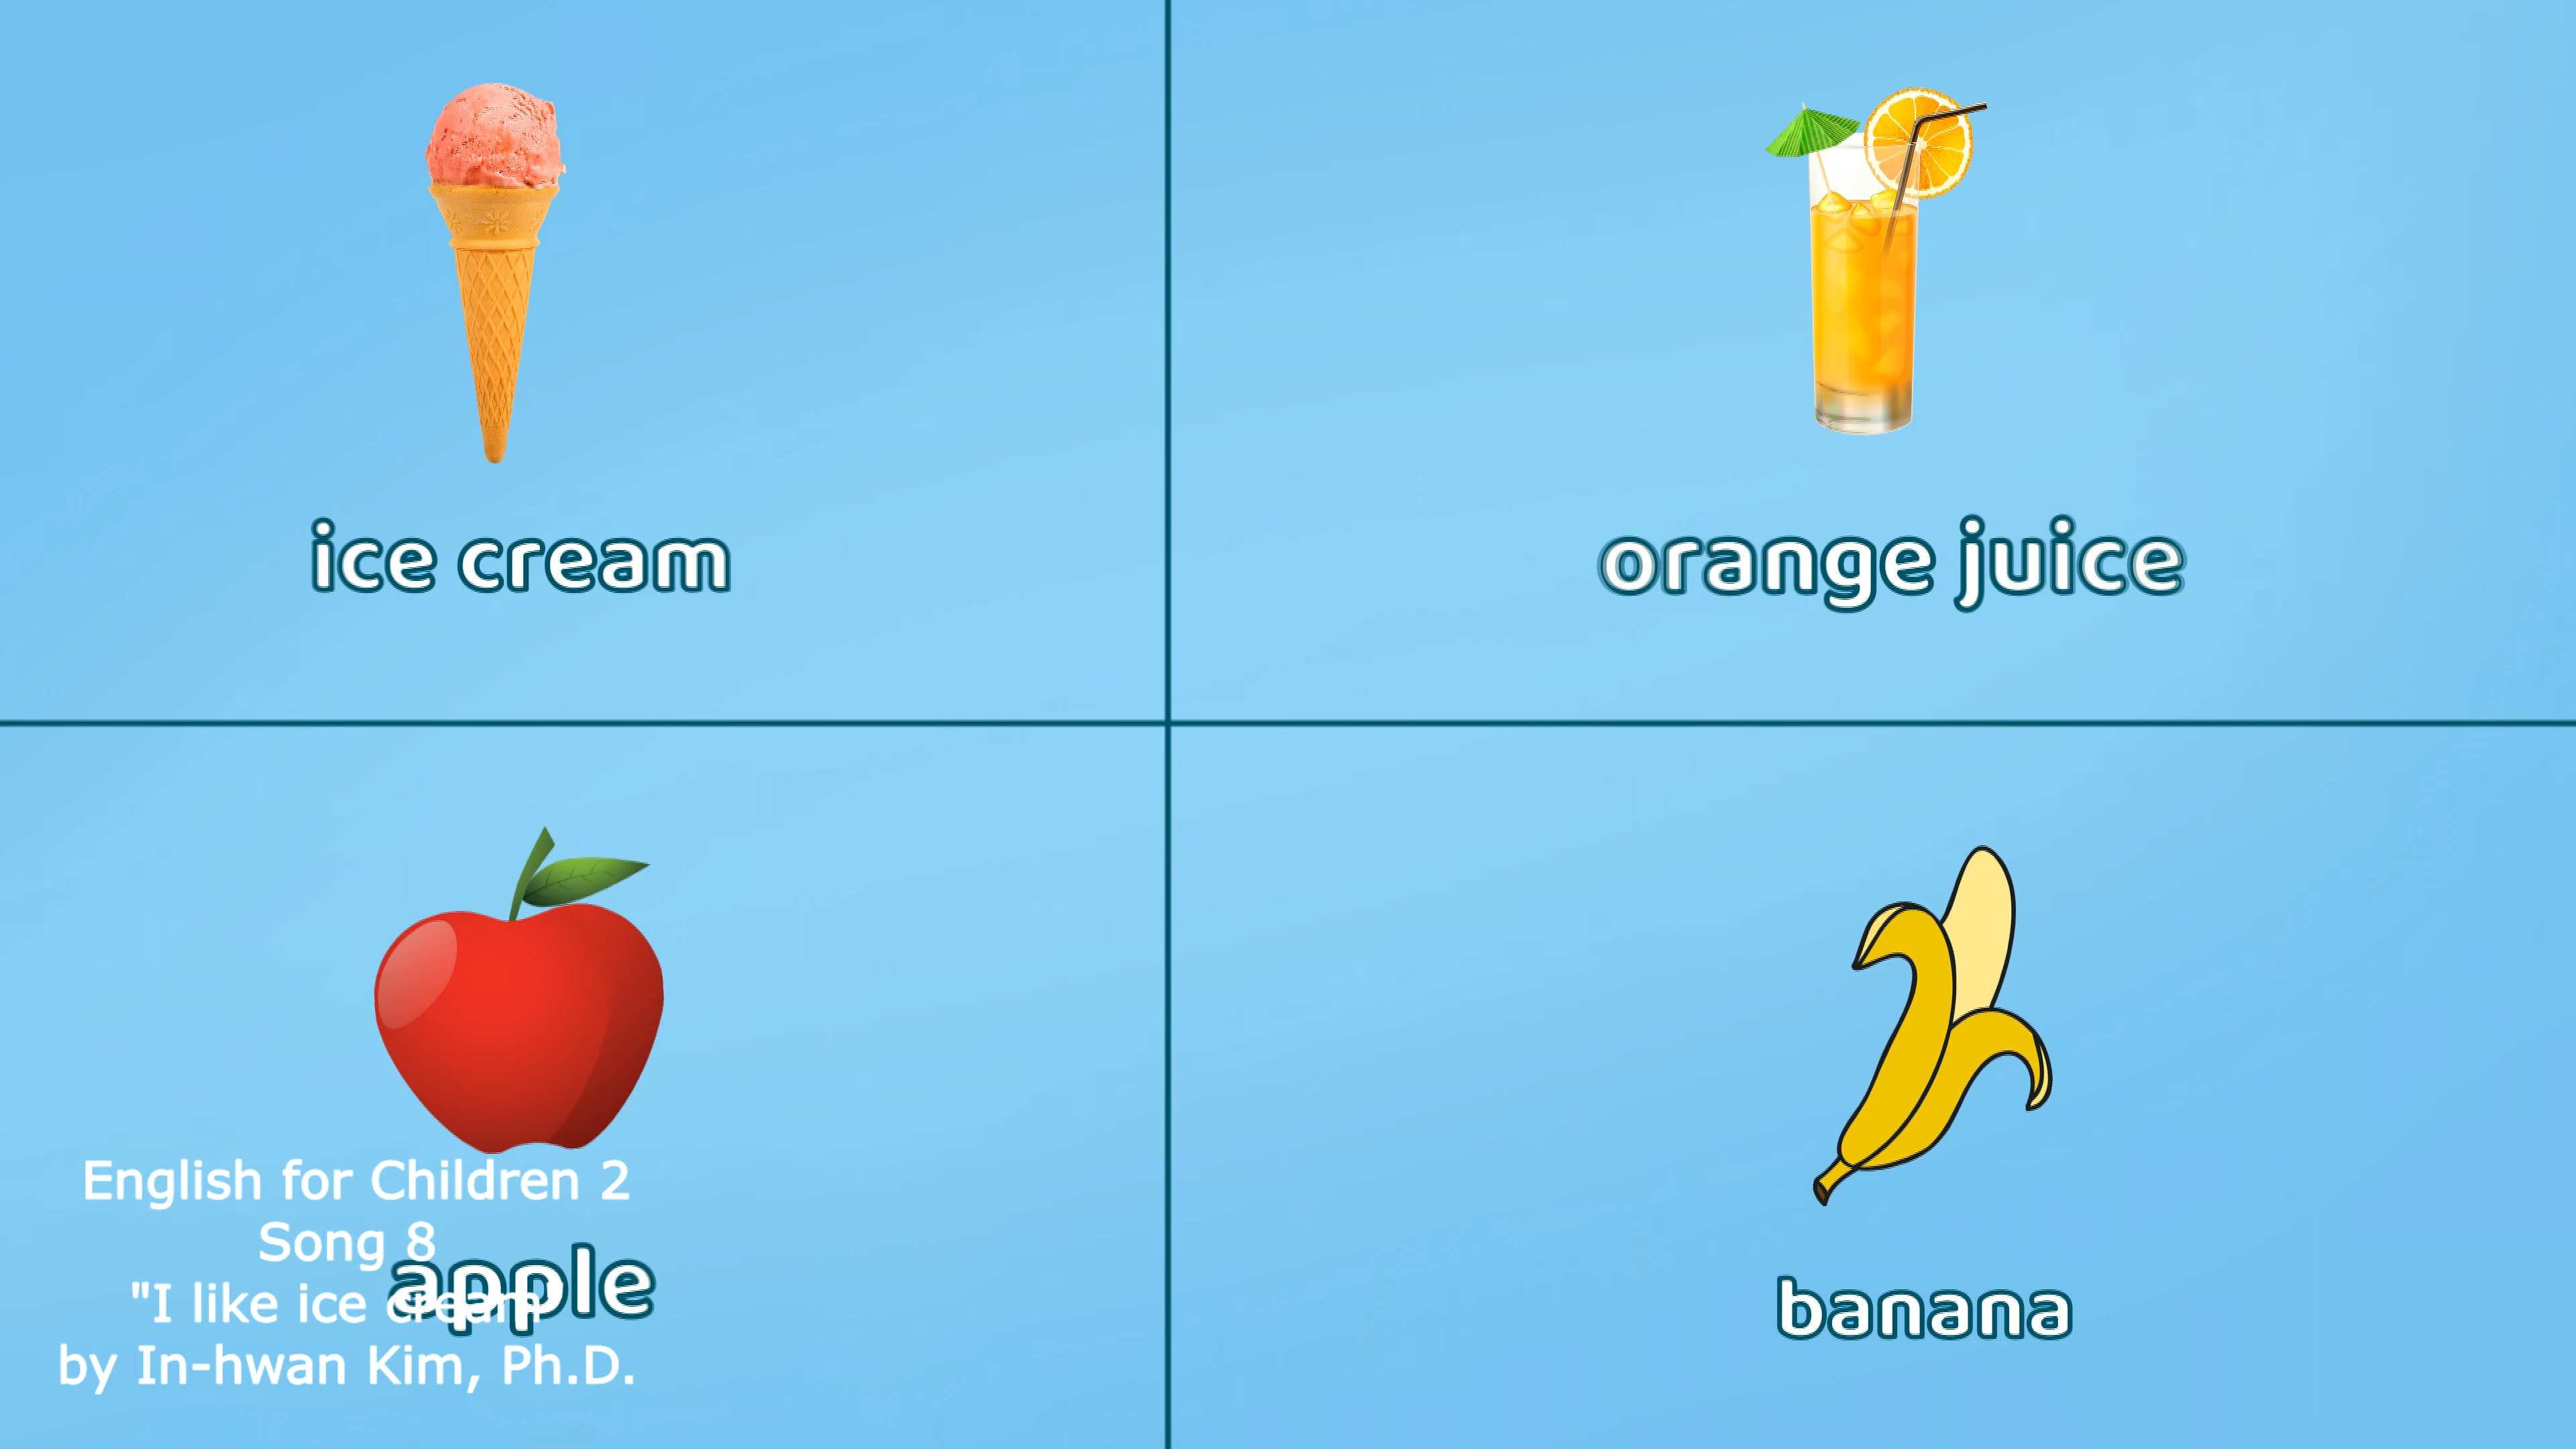 ice cream
orange juice
English for Children 2
Song 8
apple
"I like ice cream"
by In-hwan Kim, Ph.D.
banana